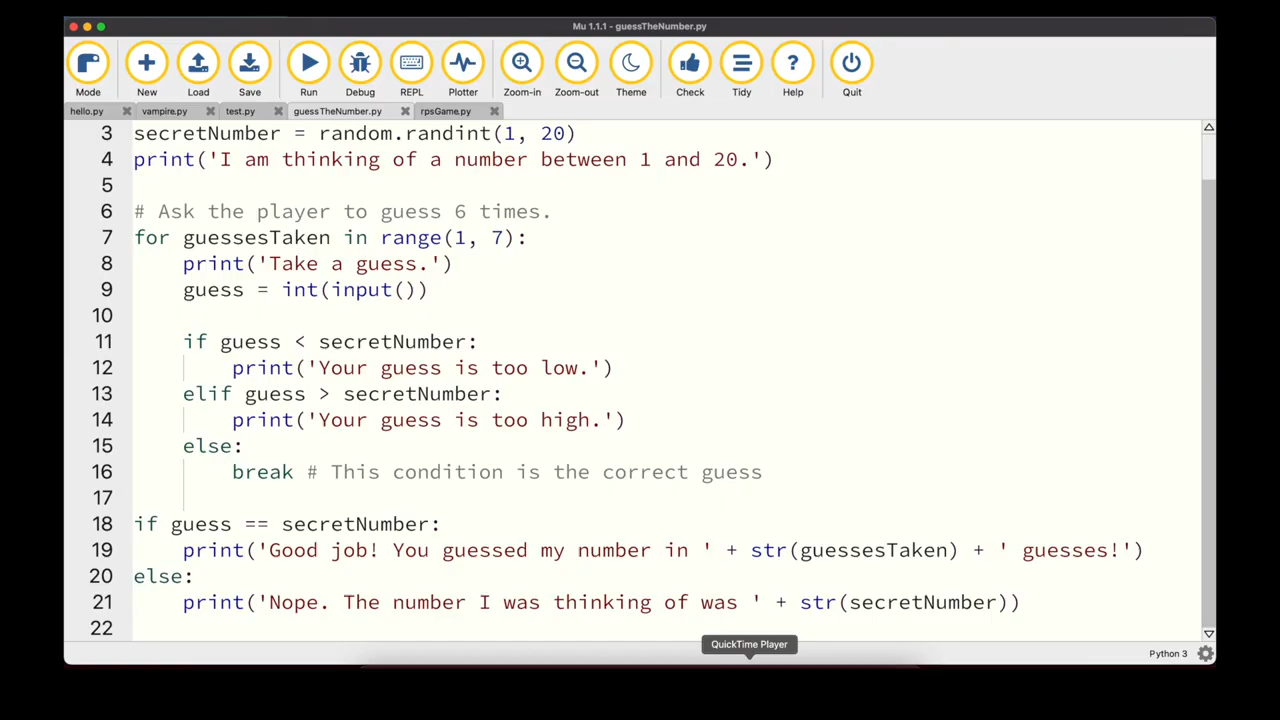 Mu 1.1.1 - guessTheNumber.py
Mode New Load Save Run Debug REPL Plotter Zoom-in Zoom-out Theme Check Tidy Help Quit
hello.py vampire.py test.py guessTheNumber.py rpsGame.py
3 secretNumber = random.randint(1, 20)
4 print('I am thinking of a number between 1 and 20.')
5
6 # Ask the player to guess 6 times.
7 for guessesTaken in range(1, 7):
8     print('Take a guess.')
9     guess = int(input())
10
11     if guess < secretNumber:
12         print('Your guess is too low.')
13     elif guess > secretNumber:
14         print('Your guess is too high.')
15     else:
16         break # This condition is the correct guess
17
18 if guess == secretNumber:
19     print('Good job! You guessed my number in ' + str(guessesTaken) + ' guesses!')
20 else:
21     print('Nope. The number I was thinking of was ' + str(secretNumber))
22
QuickTime Player
Python 3